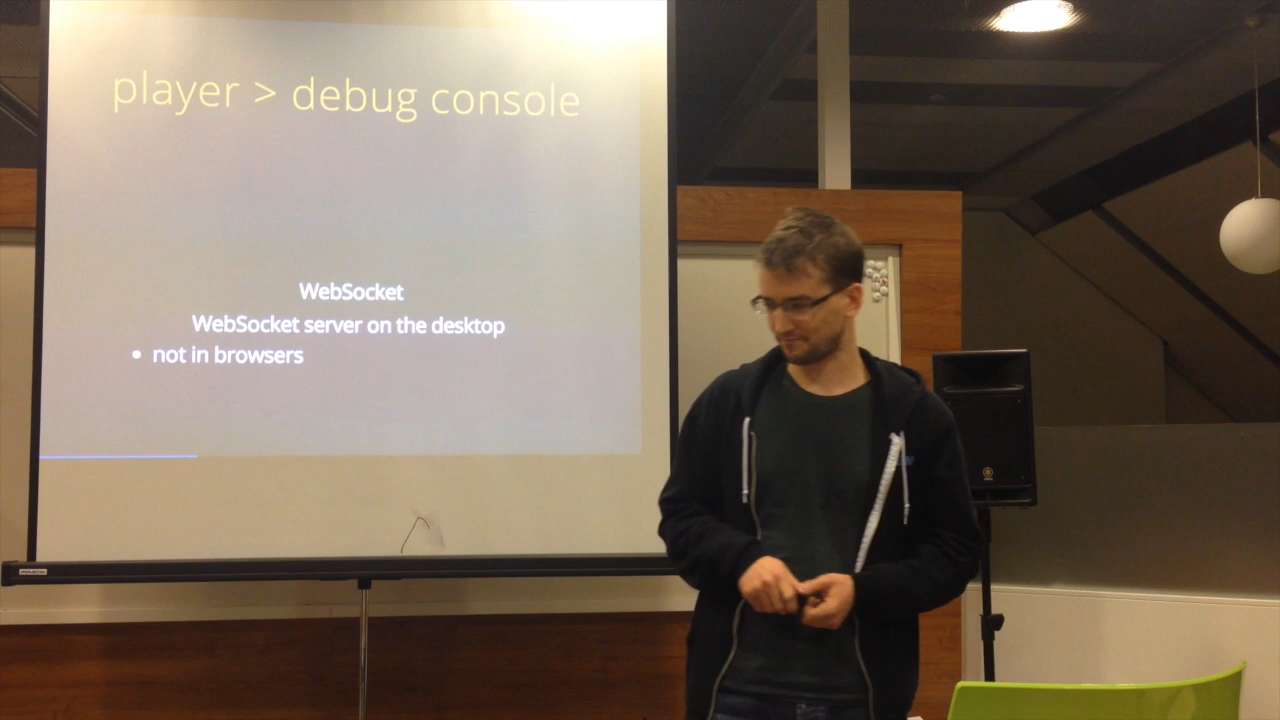 player > debug console
WebSocket
WebSocket server on the desktop
• not in browsers